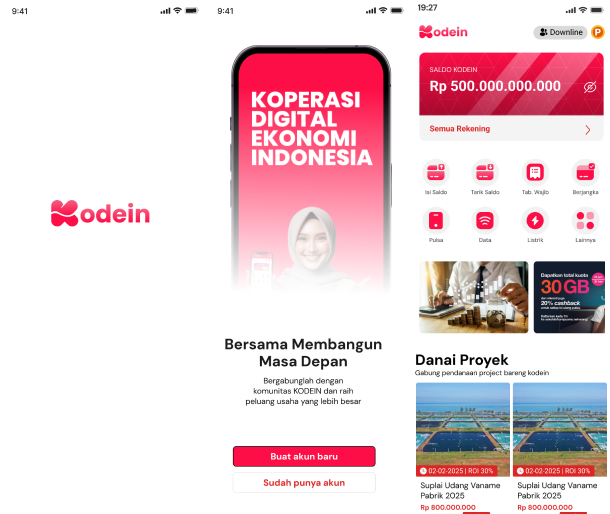 9:41
Kodein
9:41
KOPERASI
DIGITAL
EKONOMI
INDONESIA
Bersama Membangun
Masa Depan
Bergabunglah dengan
komunitas KODEIN dan raih
peluang usaha yang lebih besar
Buat akun baru
Sudah punya akun
19:27
Kodein
Downline
P
SALDO KODEIN
Rp 500.000.000.000
Semua Rekening
Isi Saldo
Tarik Saldo
Tab. Wajib
Berjangka
Pulsa
Data
Listrik
Lainnya
Dapatkan total kuota
30 GB
20% cashback
Danai Proyek
Gabung pendanaan project bareng kodein
02-02-2025 | ROI 30%
02-02-2025 | ROI 30%
Suplai Udang Vaname
Pabrik 2025
Suplai Udang Vaname
Pabrik 2025
Rp 800.000.000
Rp 800.000.000